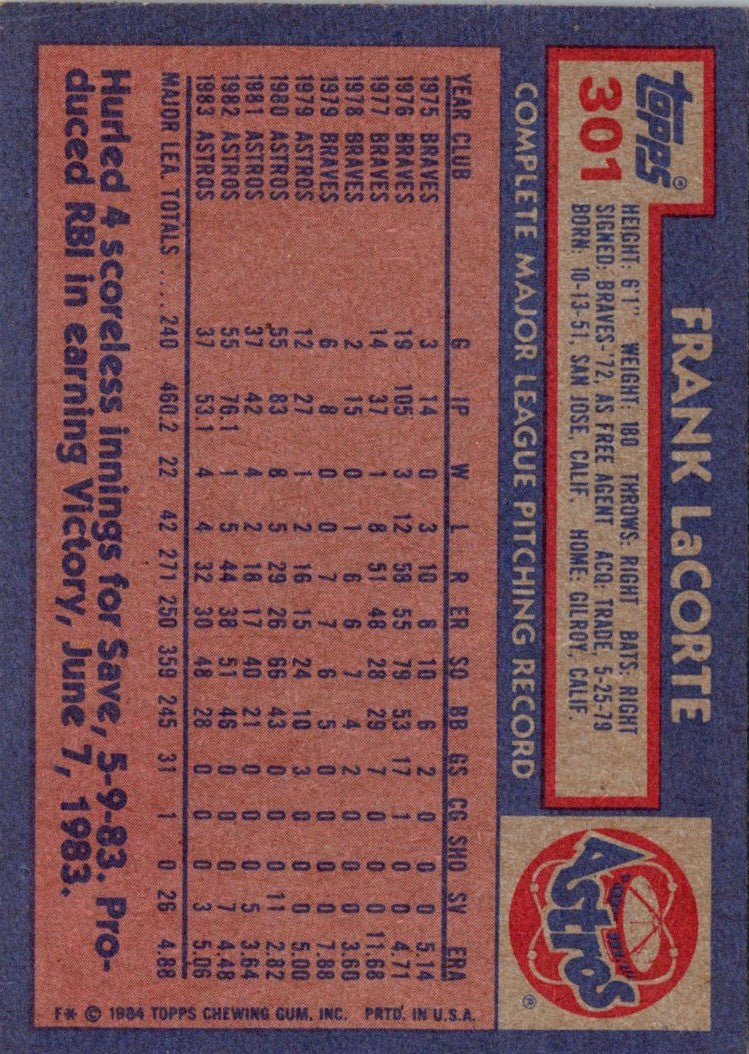 FRANK LaCORTE
Topps®
301
HEIGHT: 6'1" WEIGHT: 180 THROWS: RIGHT BATS: RIGHT
SIGNED: BRAVES-'72, AS FREE AGENT ACQ: TRADE, 5-25-79
BORN: 10-13-51, SAN JOSE, CALIF. HOME: GILROY, CALIF.
Astros
®
COMPLETE MAJOR LEAGUE PITCHING RECORD
YEAR CLUB G IP W L R ER SO BB GS CG SHO SV ERA
1975 BRAVES 3 14 0 3 10 8 10 6 2 0 0 0 5.14
1976 BRAVES 19 105 3 12 58 55 79 53 17 1 0 0 4.71
1977 BRAVES 14 37 1 8 51 48 28 29 7 0 0 0 11.68
1978 BRAVES 2 15 0 1 6 6 7 4 2 0 0 0 3.60
1979 BRAVES 6 8 0 0 7 7 6 5 0 0 0 0 7.88
1979 ASTROS 12 27 1 2 16 15 24 10 3 0 0 0 5.00
1980 ASTROS 55 83 8 5 29 26 66 43 0 0 0 11 2.82
1981 ASTROS 37 42 4 2 18 17 40 21 0 0 0 5 3.64
1982 ASTROS 55 76.1 1 5 44 38 51 46 0 0 0 7 4.48
1983 ASTROS 37 53.1 4 4 32 30 48 28 0 0 0 3 5.06
MAJOR LEA. TOTALS .... 240 460.2 22 42 271 250 359 245 31 1 0 26 4.88
Hurled 4 scoreless innings for Save, 5-9-83. Pro-
duced RBI in earning Victory, June 7, 1983.
F* © 1984 TOPPS CHEWING GUM, INC. PRTD. IN U.S.A.